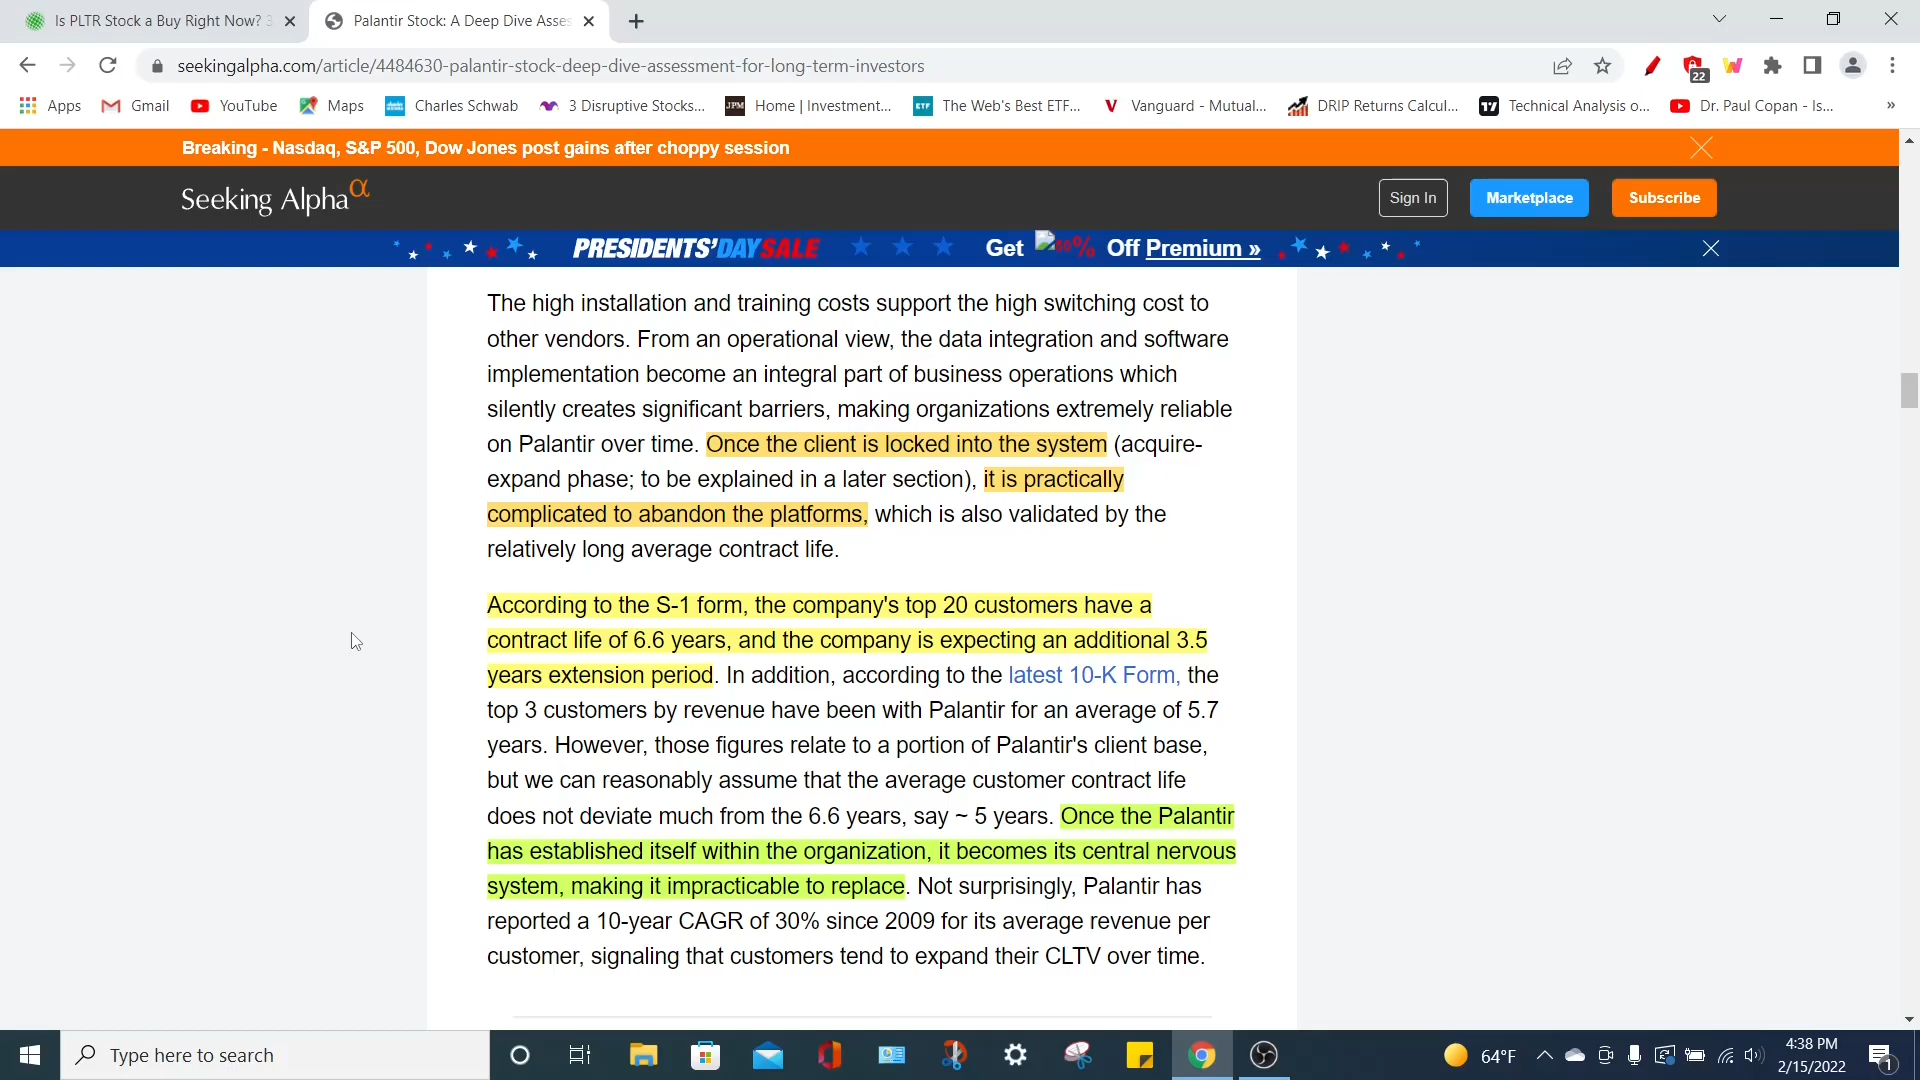 Is PLTR Stock a Buy Right Now? 3
Palantir Stock: A Deep Dive Asses
seekingalpha.com/article/4484630-palantir-stock-deep-dive-assessment-for-long-term-investors
22
Apps Gmail YouTube Maps Charles Schwab 3 Disruptive Stocks... JPM Home | Investment... ETF The Web's Best ETF... V Vanguard - Mutual... DRIP Returns Calcul... Technical Analysis o... Dr. Paul Copan - Is... »
Breaking - Nasdaq, S&P 500, Dow Jones post gains after choppy session
Seeking Alphaα
Sign In Marketplace Subscribe
PRESIDENTS'DAY SALE Get % Off Premium »
The high installation and training costs support the high switching cost to
other vendors. From an operational view, the data integration and software
implementation become an integral part of business operations which
silently creates significant barriers, making organizations extremely reliable
on Palantir over time. Once the client is locked into the system (acquire-
expand phase; to be explained in a later section), it is practically
complicated to abandon the platforms, which is also validated by the
relatively long average contract life.
According to the S-1 form, the company's top 20 customers have a
contract life of 6.6 years, and the company is expecting an additional 3.5
years extension period. In addition, according to the latest 10-K Form, the
top 3 customers by revenue have been with Palantir for an average of 5.7
years. However, those figures relate to a portion of Palantir's client base,
but we can reasonably assume that the average customer contract life
does not deviate much from the 6.6 years, say ~ 5 years. Once the Palantir
has established itself within the organization, it becomes its central nervous
system, making it impracticable to replace. Not surprisingly, Palantir has
reported a 10-year CAGR of 30% since 2009 for its average revenue per
customer, signaling that customers tend to expand their CLTV over time.
Type here to search
64°F
4:38 PM
2/15/2022
1